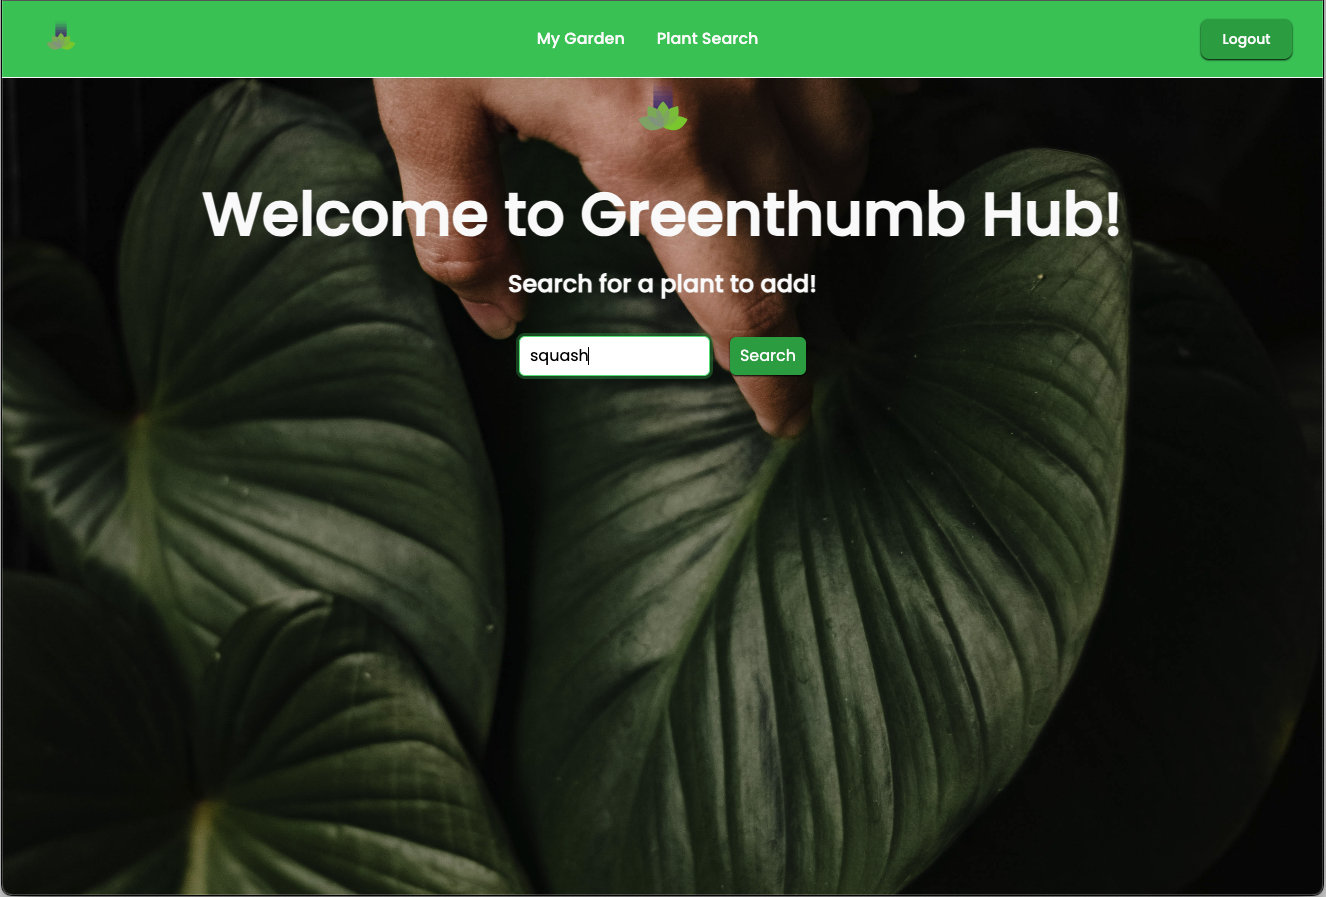 My Garden
Plant Search
Logout
Welcome to Greenthumb Hub!
Search for a plant to add!
squash
Search